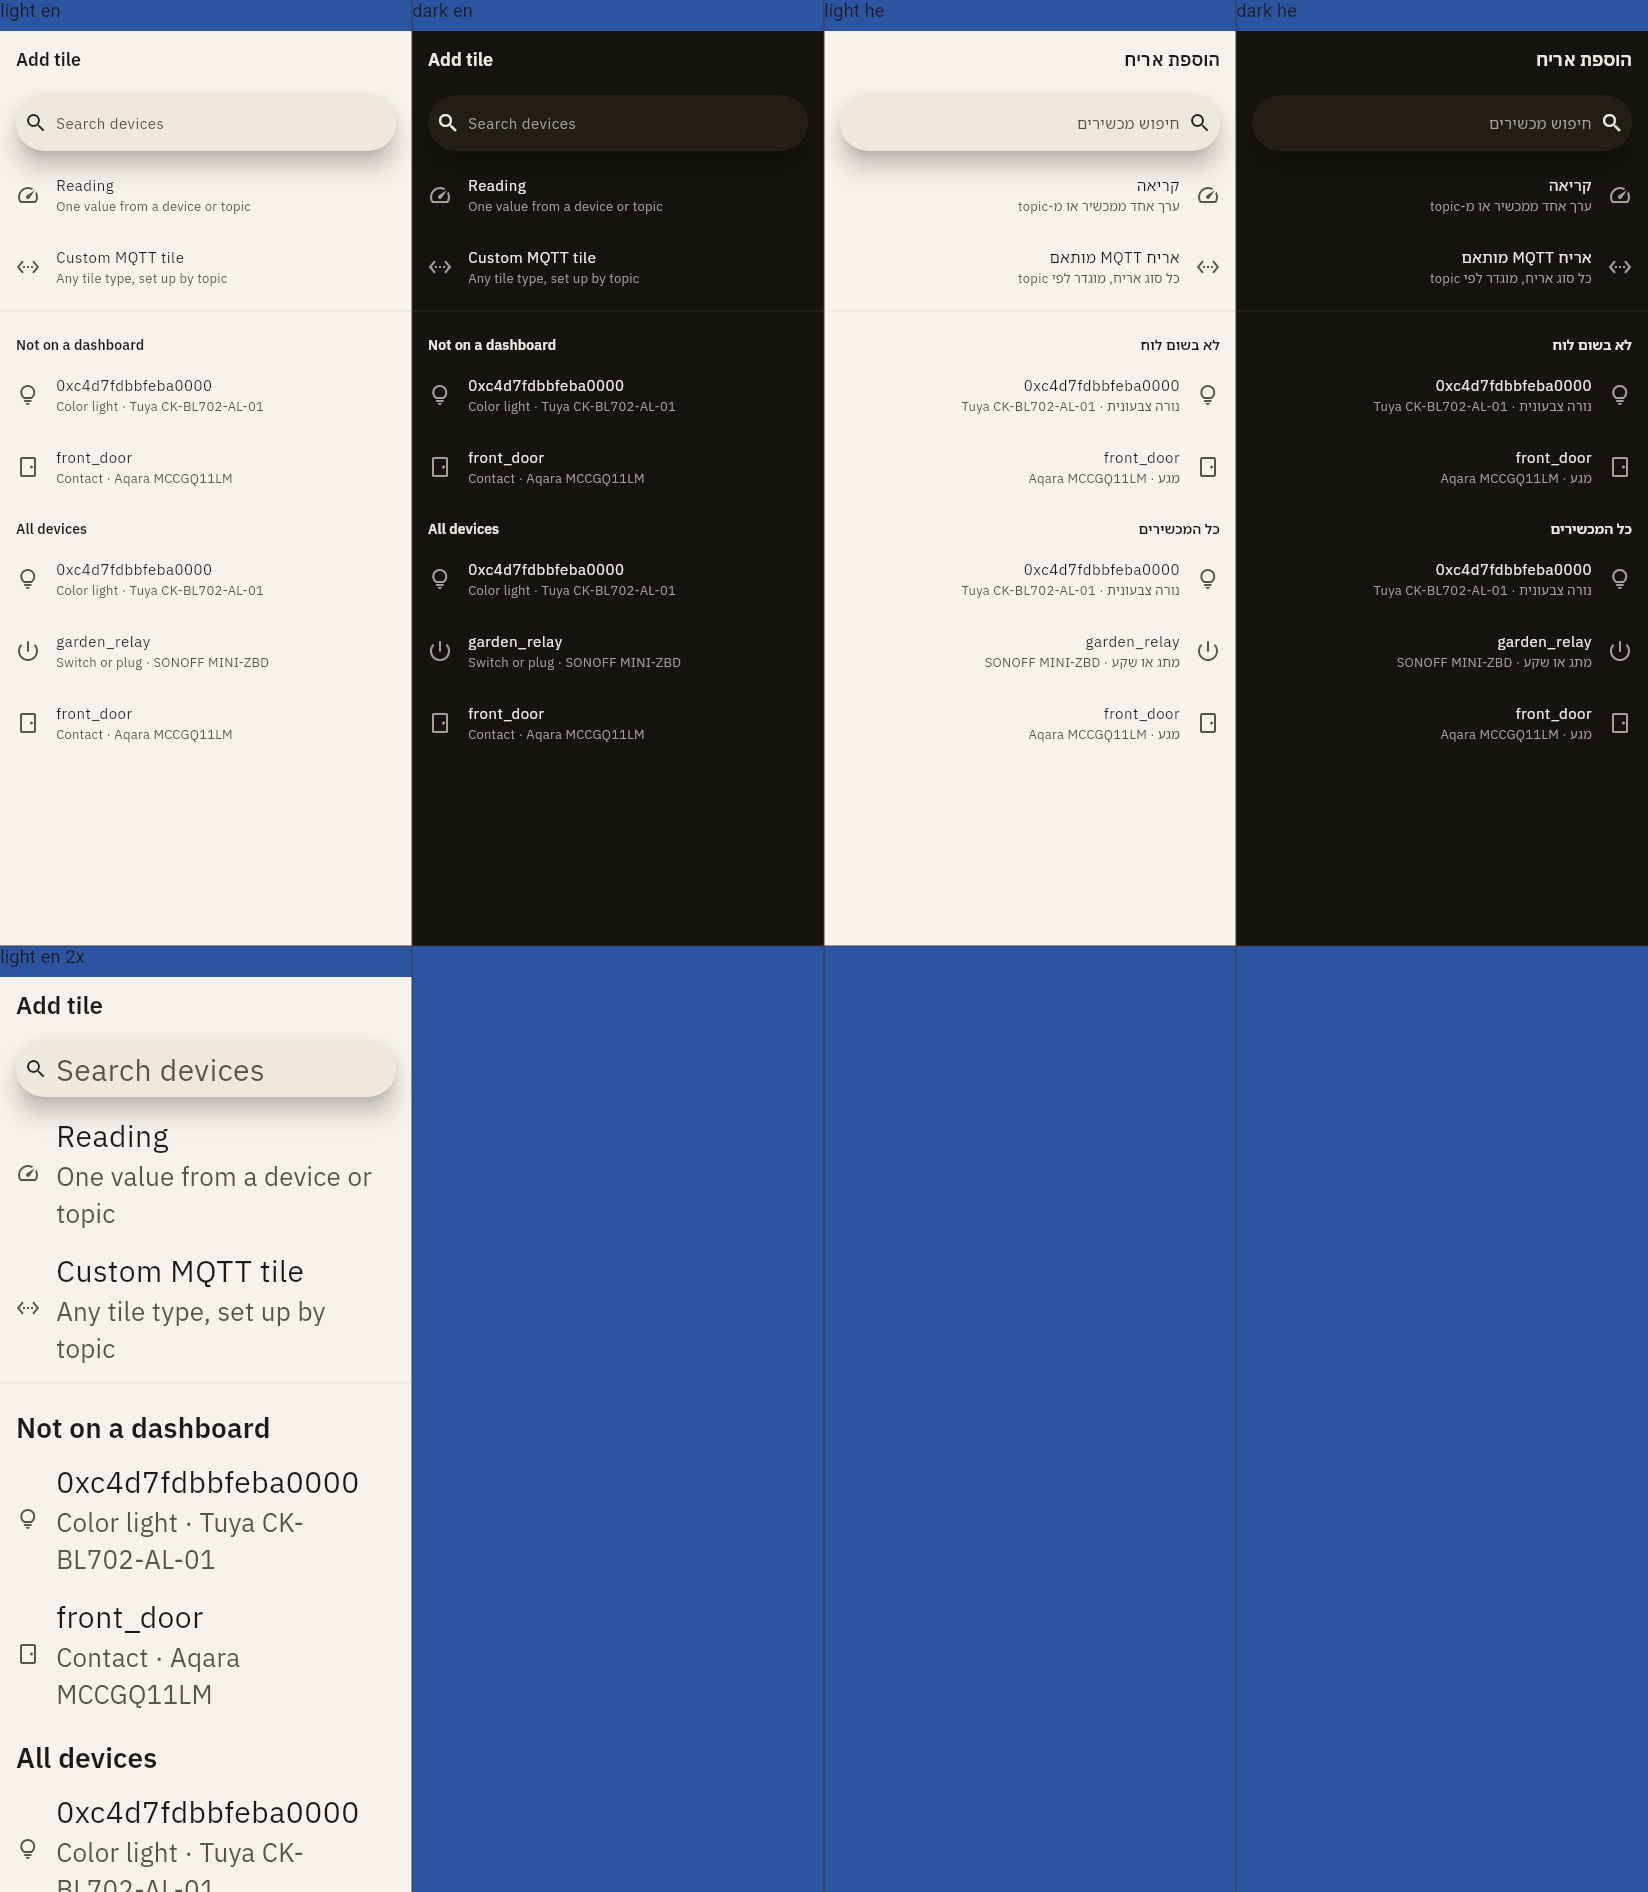 light en
Add tile
Search devices
Reading
One value from a device or topic
Custom MQTT tile
Any tile type, set up by topic
Not on a dashboard
0xc4d7fdbbfeba0000
Color light · Tuya CK-BL702-AL-01
front_door
Contact · Aqara MCCGQ11LM
All devices
0xc4d7fdbbfeba0000
Color light · Tuya CK-BL702-AL-01
garden_relay
Switch or plug · SONOFF MINI-ZBD
front_door
Contact · Aqara MCCGQ11LM
dark en
Add tile
Search devices
Reading
One value from a device or topic
Custom MQTT tile
Any tile type, set up by topic
Not on a dashboard
0xc4d7fdbbfeba0000
Color light · Tuya CK-BL702-AL-01
front_door
Contact · Aqara MCCGQ11LM
All devices
0xc4d7fdbbfeba0000
Color light · Tuya CK-BL702-AL-01
garden_relay
Switch or plug · SONOFF MINI-ZBD
front_door
Contact · Aqara MCCGQ11LM
light he
הוספת אריח
חיפוש מכשירים
קריאה
ערך אחד ממכשיר או מ-topic
אריח MQTT מותאם
כל סוג אריח, מוגדר לפי topic
לא בשום לוח
0xc4d7fdbbfeba0000
נורה צבעונית · Tuya CK-BL702-AL-01
front_door
מגע · Aqara MCCGQ11LM
כל המכשירים
0xc4d7fdbbfeba0000
נורה צבעונית · Tuya CK-BL702-AL-01
garden_relay
מתג או שקע · SONOFF MINI-ZBD
front_door
מגע · Aqara MCCGQ11LM
dark he
הוספת אריח
חיפוש מכשירים
קריאה
ערך אחד ממכשיר או מ-topic
אריח MQTT מותאם
כל סוג אריח, מוגדר לפי topic
לא בשום לוח
0xc4d7fdbbfeba0000
נורה צבעונית · Tuya CK-BL702-AL-01
front_door
מגע · Aqara MCCGQ11LM
כל המכשירים
0xc4d7fdbbfeba0000
נורה צבעונית · Tuya CK-BL702-AL-01
garden_relay
מתג או שקע · SONOFF MINI-ZBD
front_door
מגע · Aqara MCCGQ11LM
light en 2x
Add tile
Search devices
Reading
One value from a device or
topic
Custom MQTT tile
Any tile type, set up by
topic
Not on a dashboard
0xc4d7fdbbfeba0000
Color light · Tuya CK-
BL702-AL-01
front_door
Contact · Aqara
MCCGQ11LM
All devices
0xc4d7fdbbfeba0000
Color light · Tuya CK-
BL702-AL-01